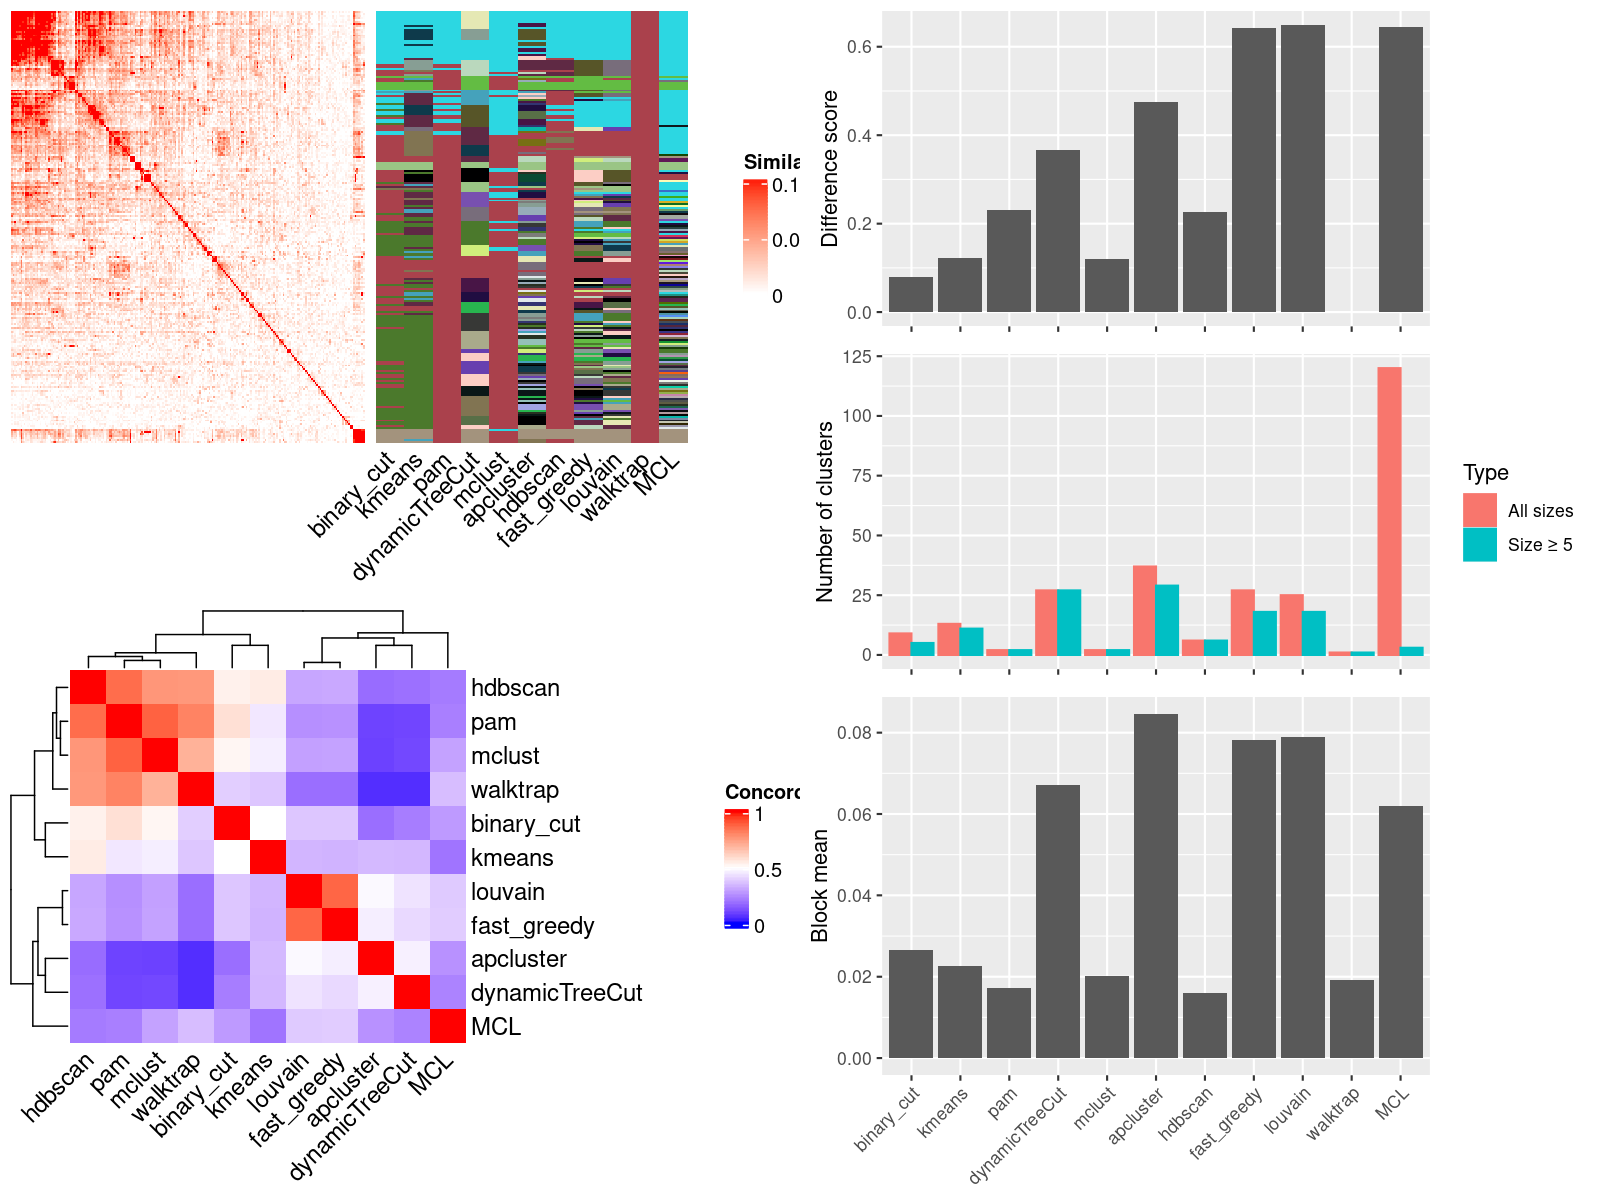 Simila
0.1
0.0
0
binary_cut
kmeans
pam
dynamicTreeCut
mclust
apcluster
hdbscan
fast_greedy
louvain
walktrap
MCL
hdbscan
pam
mclust
walktrap
binary_cut
kmeans
louvain
fast_greedy
apcluster
dynamicTreeCut
MCL
hdbscan
pam
mclust
walktrap
binary_cut
kmeans
louvain
fast_greedy
apcluster
dynamicTreeCut
MCL
Concord
1
0.5
0
Difference score
0.6
0.4
0.2
0.0
Number of clusters
125
100
75
50
25
0
Type
All sizes
Size ≥ 5
Block mean
0.08
0.06
0.04
0.02
0.00
binary_cut
kmeans
pam
dynamicTreeCut
mclust
apcluster
hdbscan
fast_greedy
louvain
walktrap
MCL